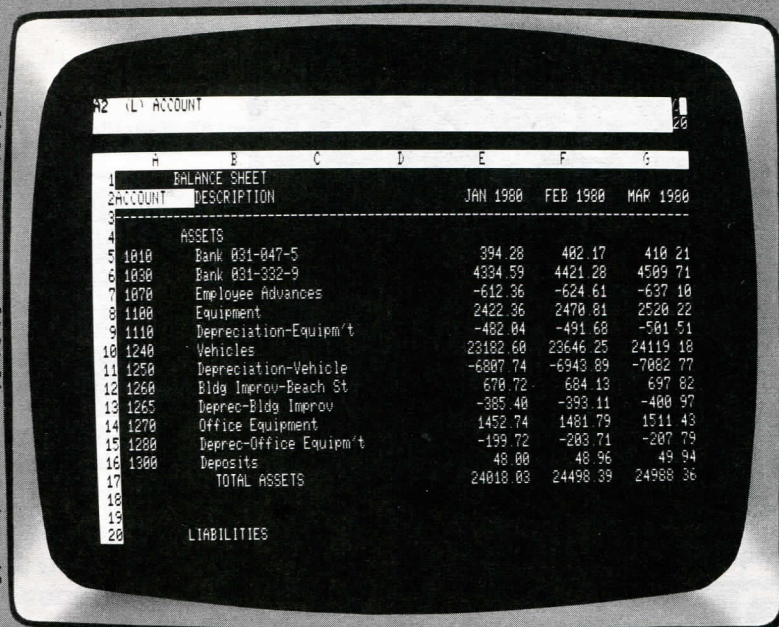 A2 (L) ACCOUNT C
20
A B C D E F G
1 BALANCE SHEET
2 ACCOUNT DESCRIPTION JAN 1980 FEB 1980 MAR 1980
3 --------------------------------
4 ASSETS
5 1010 Bank 031-047-5 394.28 402.17 410 21
6 1030 Bank 031-332-9 4334.59 4421.28 4509 71
7 1070 Employee Advances -612.36 -624.61 -637 10
8 1100 Equipment 2422.36 2470.81 2520 22
9 1110 Depreciation-Equipm't -482.04 -491.68 -501 51
10 1240 Vehicles 23182.60 23646.25 24119 18
11 1250 Depreciation-Vehicle -6807.74 -6943.89 -7082 77
12 1260 Bldg Improv-Beach St 670.72 684.13 697 82
13 1265 Deprec-Bldg Improv -385.40 -393.11 -400 97
14 1270 Office Equipment 1452.74 1481.79 1511 43
15 1280 Deprec-Office Equipm't -199.72 -203.71 -207 79
16 1300 Deposits 48.00 48.96 49 94
17 TOTAL ASSETS 24018.03 24498.39 24988 36
18
19
20 LIABILITIES